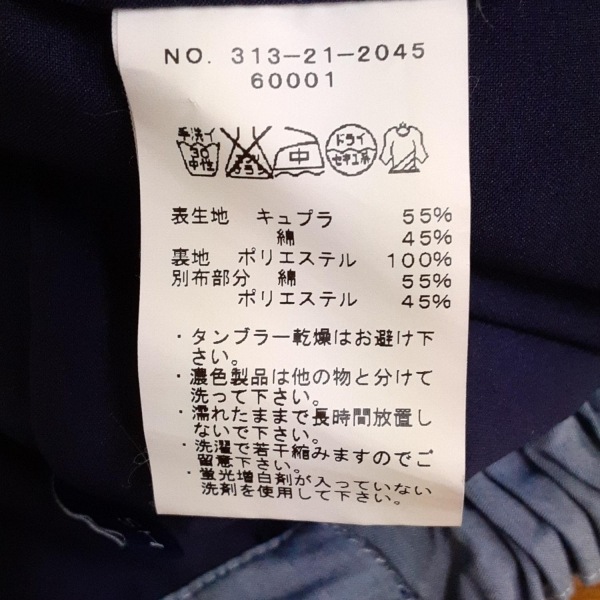 NO. 313-21-2045
60001
手洗イ
30
中性
エンソ
サラシ
中
ドライ
セキユ系
表生地 キュプラ 55%
綿 45%
裏地 ポリエステル 100%
別布部分 綿 55%
ポリエステル 45%
・タンブラー乾燥はお避け下
さい。
・濃色製品は他の物と分けて
洗って下さい。
・濡れたままで長時間放置し
ないで下さい。
・洗濯で若干縮みますのでご
留意下さい。
・蛍光増白剤が入っていない
洗剤を使用して下さい。